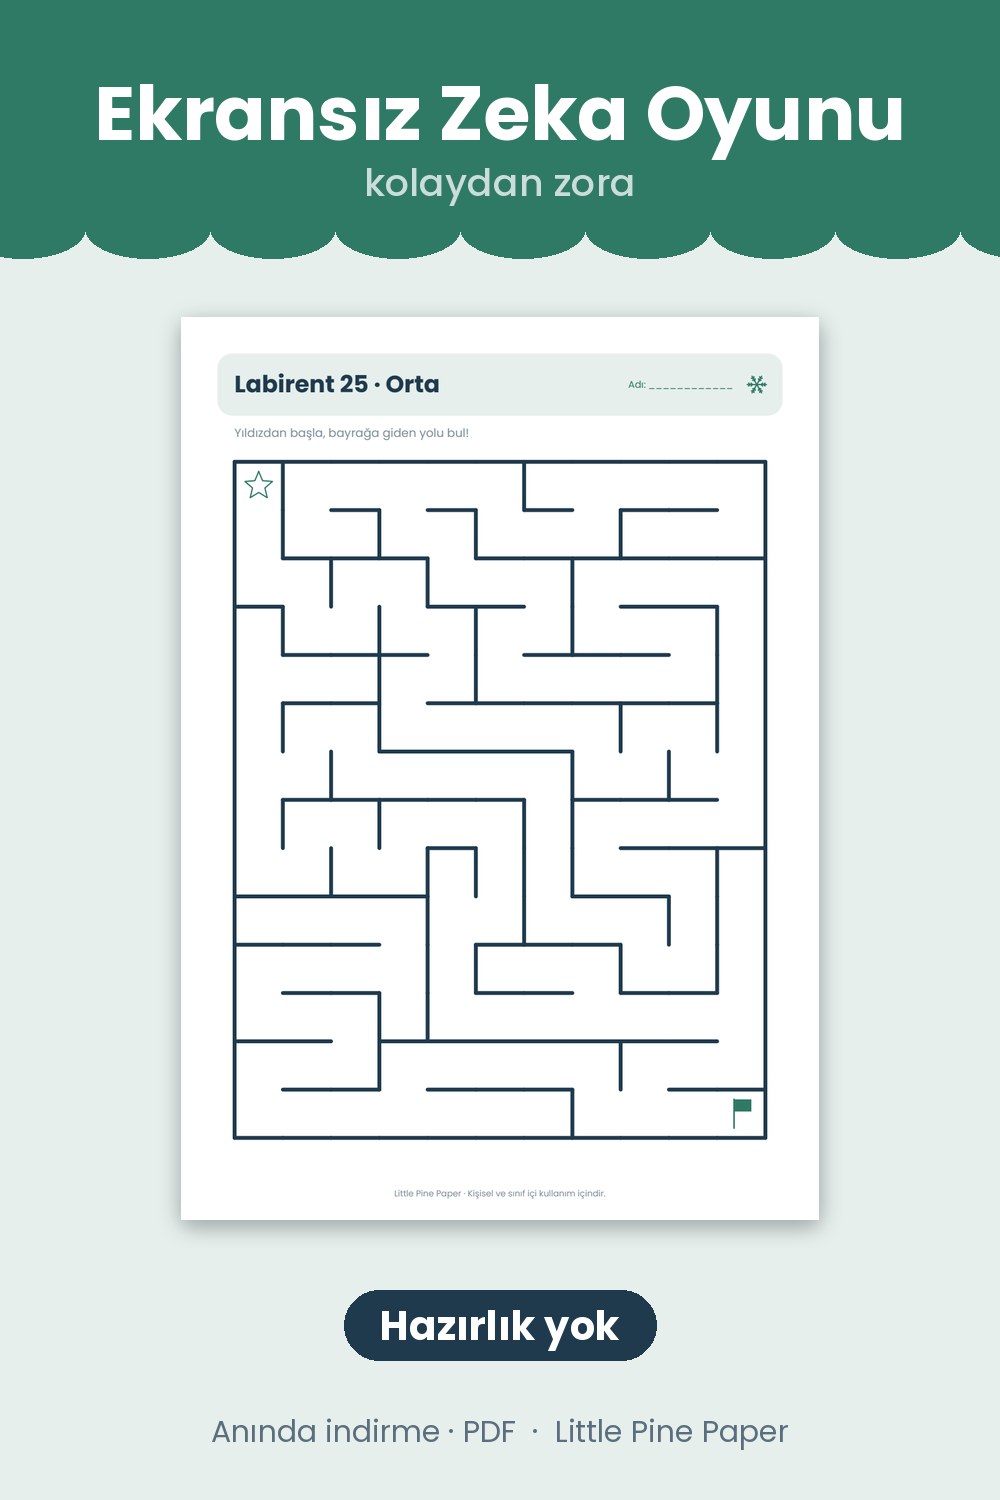 Ekransız Zeka Oyunu
kolaydan zora
Labirent 25 · Orta
Adı: ____________
Yıldızdan başla, bayrağa giden yolu bul!
Little Pine Paper · Kişisel ve sınıf içi kullanım içindir.
Hazırlık yok
Anında indirme · PDF · Little Pine Paper